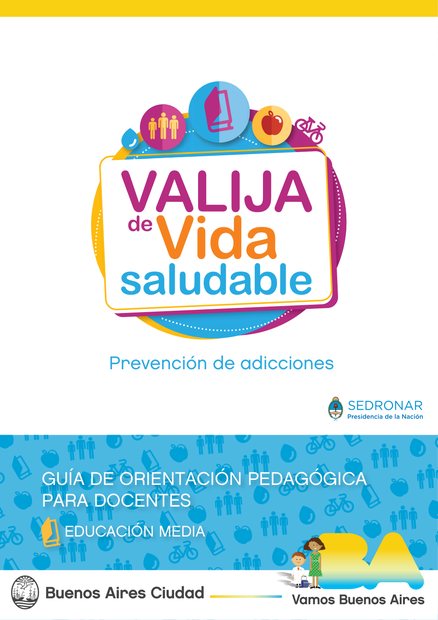 VALIJA
de Vida
saludable
Prevención de adicciones
SEDRONAR
Presidencia de la Nación
GUÍA DE ORIENTACIÓN PEDAGÓGICA
PARA DOCENTES
EDUCACIÓN MEDIA
BA
Buenos Aires Ciudad
Vamos Buenos Aires